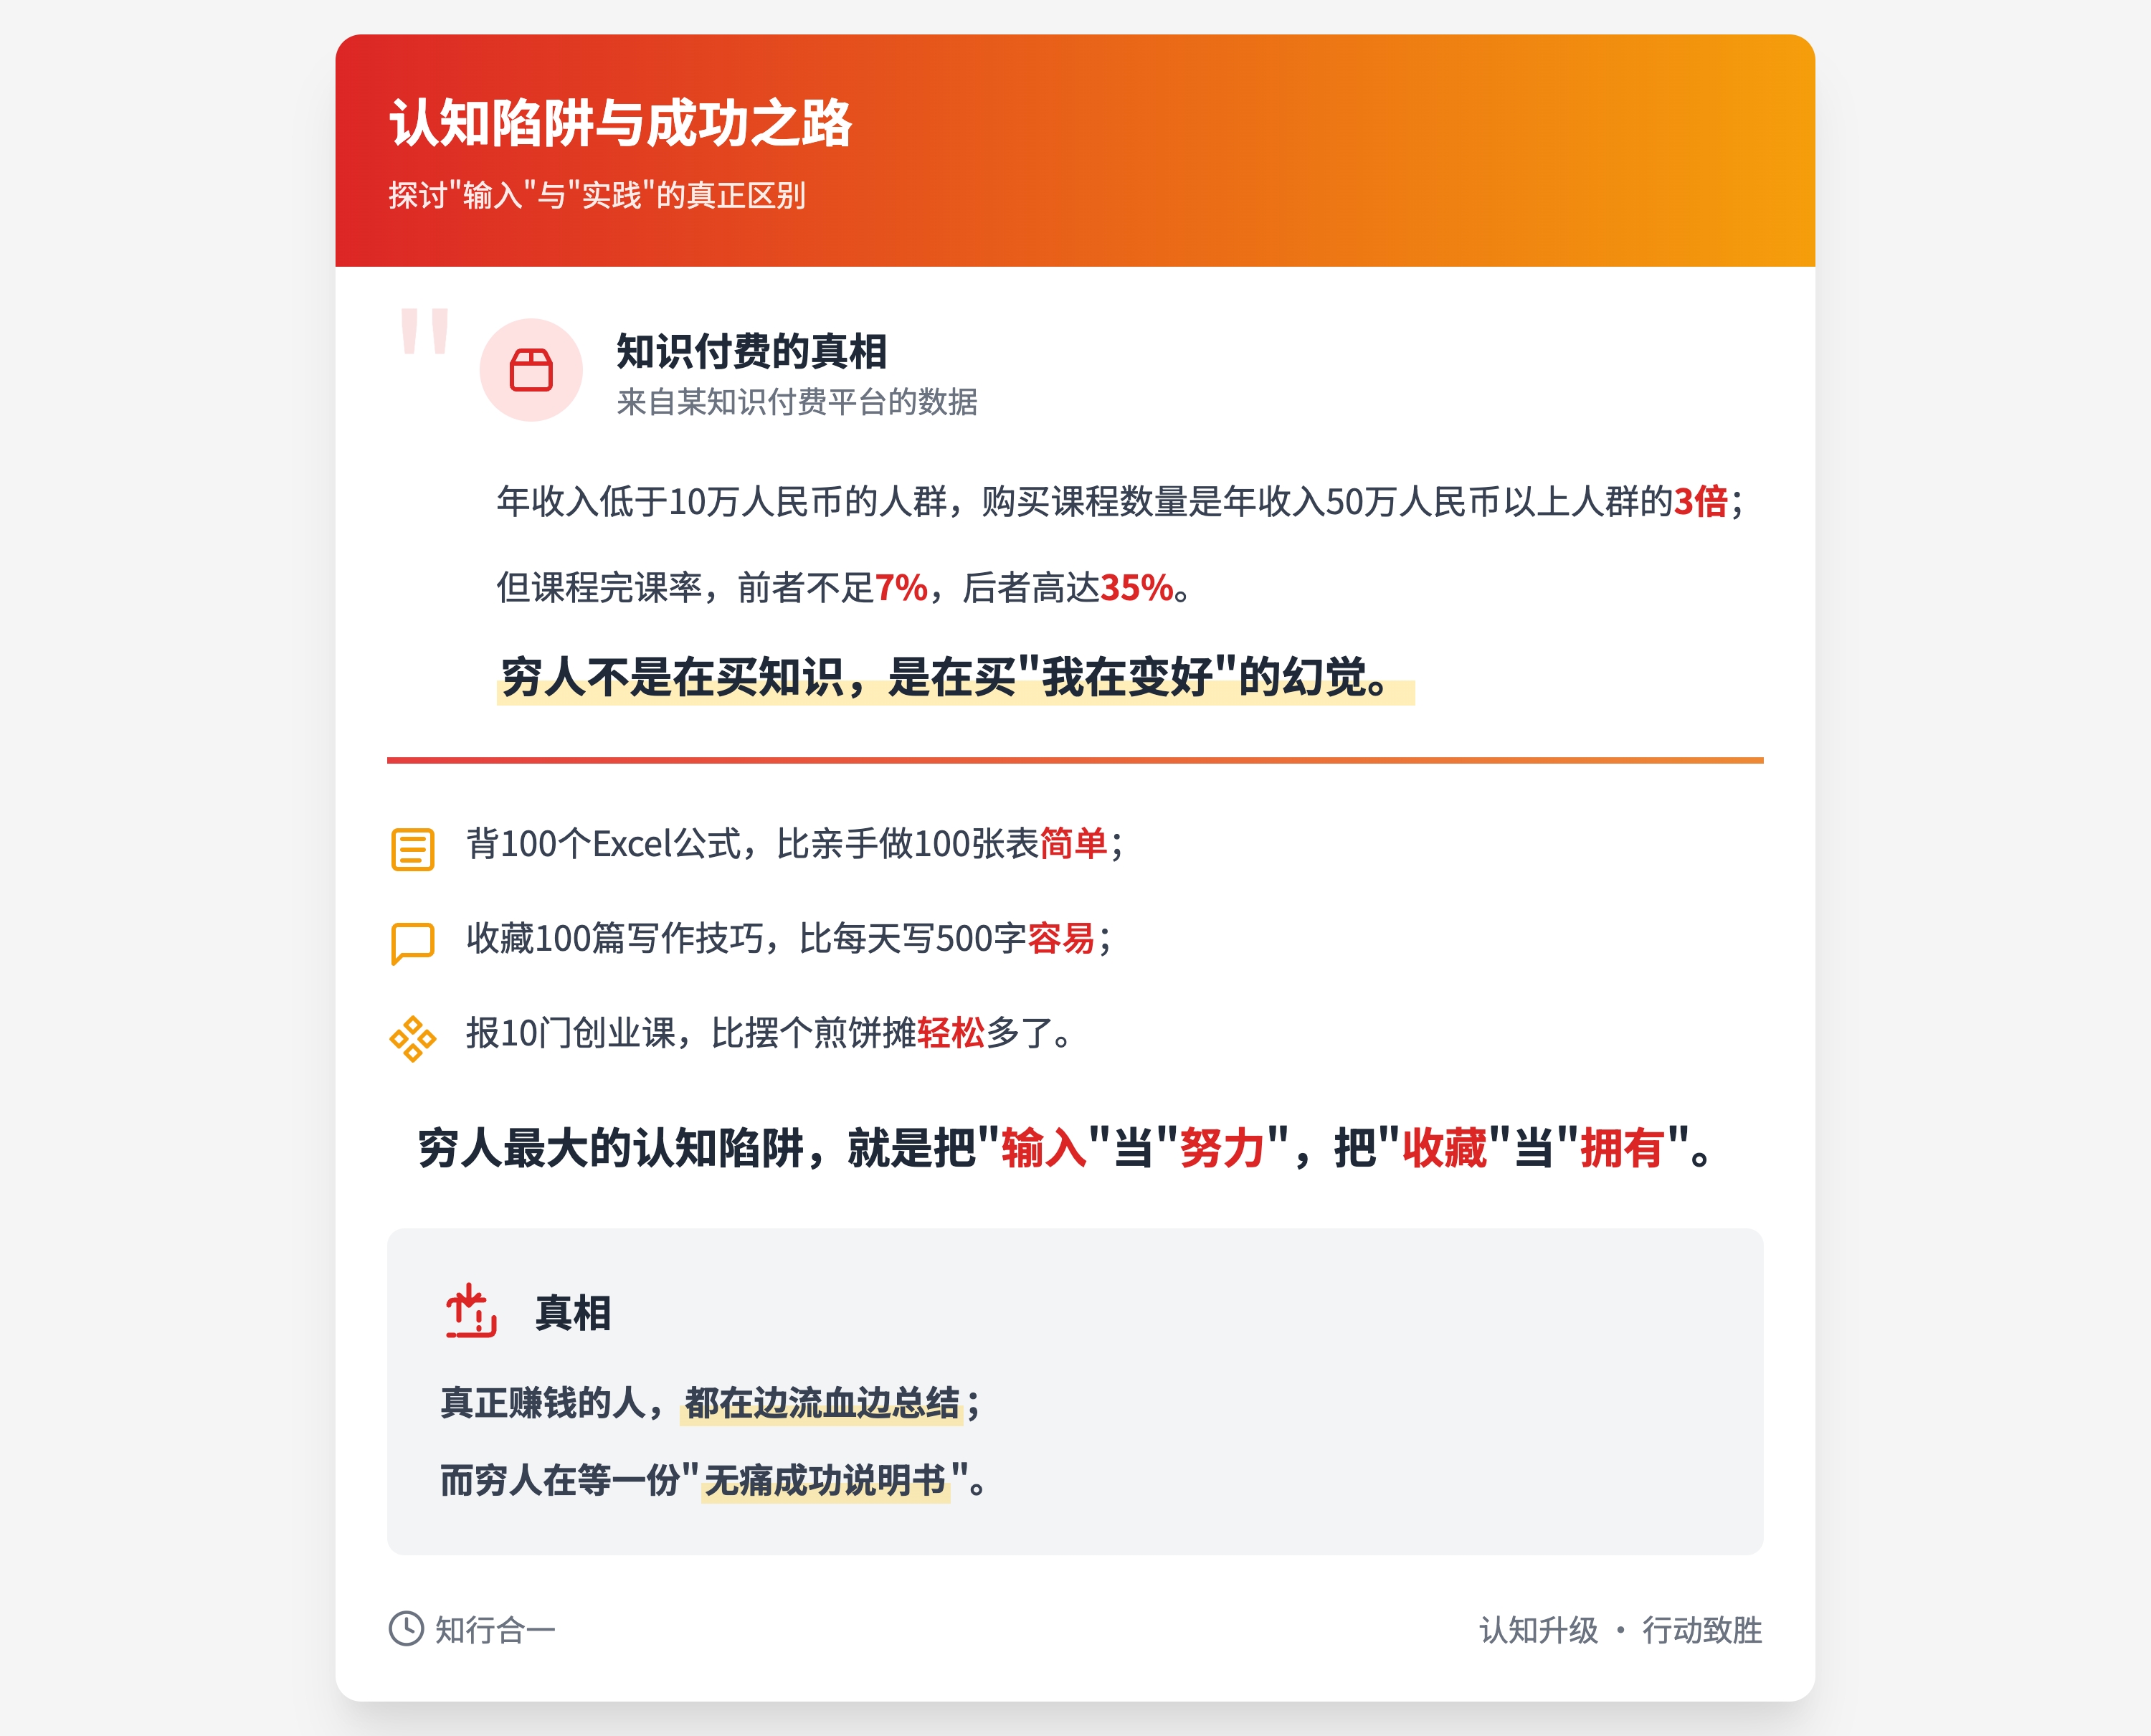 认知陷阱与成功之路
探讨"输入"与"实践"的真正区别
"
知识付费的真相
来自某知识付费平台的数据
年收入低于10万人民币的人群，购买课程数量是年收入50万人民币以上人群的3倍；
但课程完课率，前者不足7%，后者高达35%。
穷人不是在买知识，是在买"我在变好"的幻觉。
背100个Excel公式，比亲手做100张表简单；
收藏100篇写作技巧，比每天写500字容易；
报10门创业课，比摆个煎饼摊轻松多了。
穷人最大的认知陷阱，就是把"输入"当"努力"，把"收藏"当"拥有"。
真相
真正赚钱的人，都在边流血边总结；
而穷人在等一份"无痛成功说明书"。
知行合一
认知升级 • 行动致胜